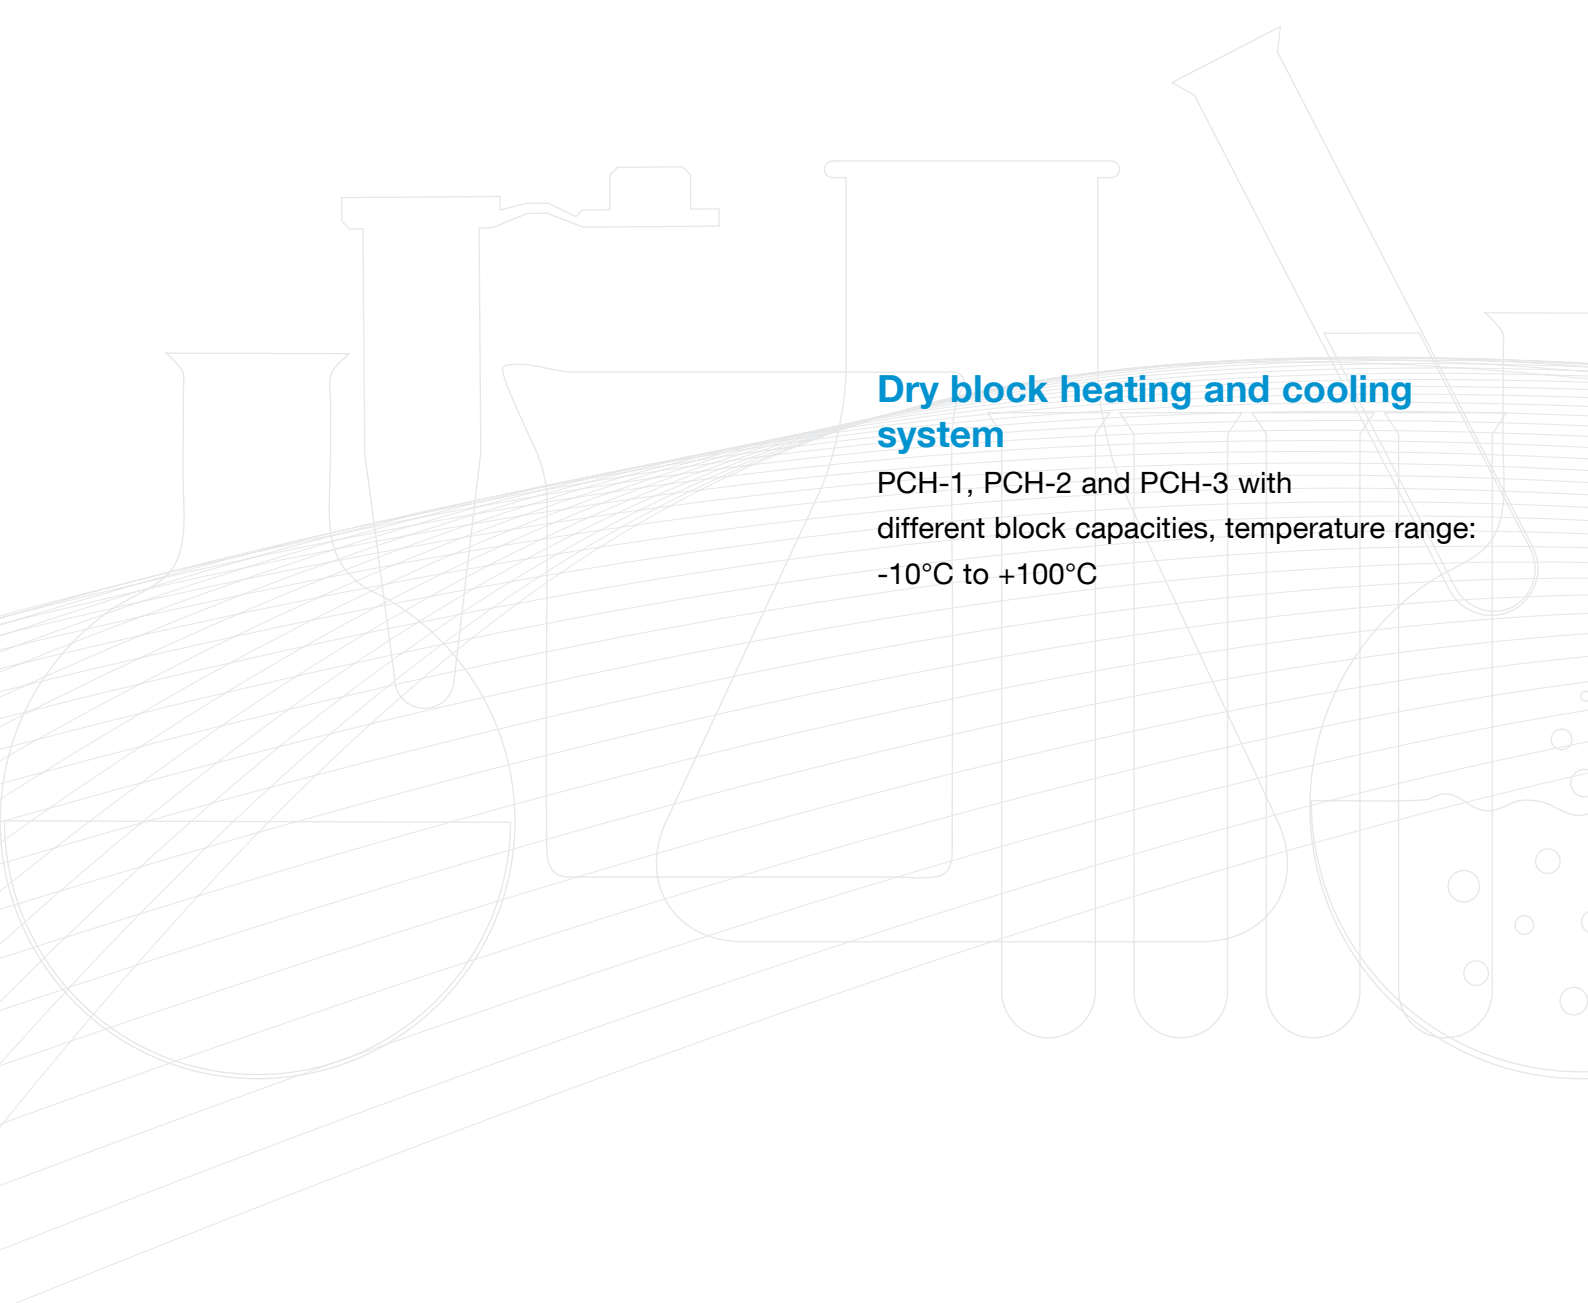 Dry block heating and cooling
system
PCH-1, PCH-2 and PCH-3 with
different block capacities, temperature range:
-10°C to +100°C